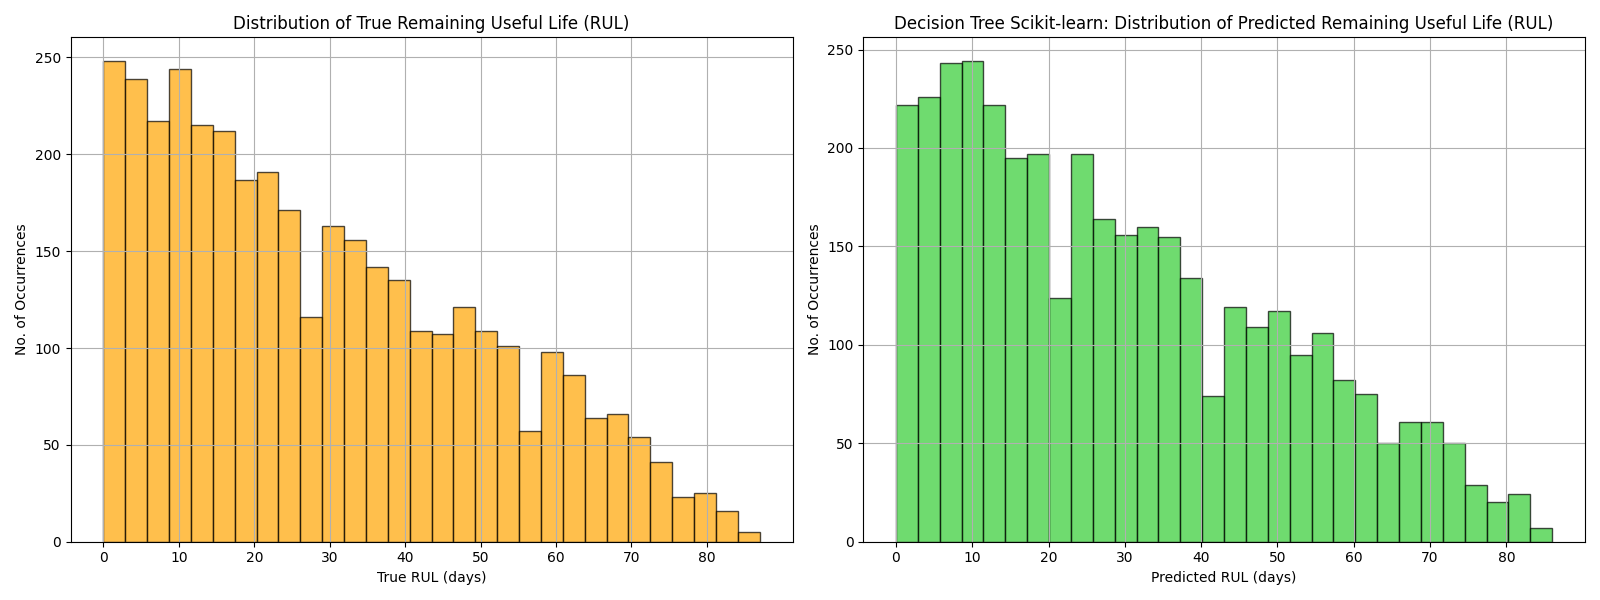 Distribution of True Remaining Useful Life (RUL)
250
200
150
100
50
0
No. of Occurrences
0 10 20 30 40 50 60 70 80
True RUL (days)
Decision Tree Scikit-learn: Distribution of Predicted Remaining Useful Life (RUL)
250
200
150
100
50
0
No. of Occurrences
0 10 20 30 40 50 60 70 80
Predicted RUL (days)